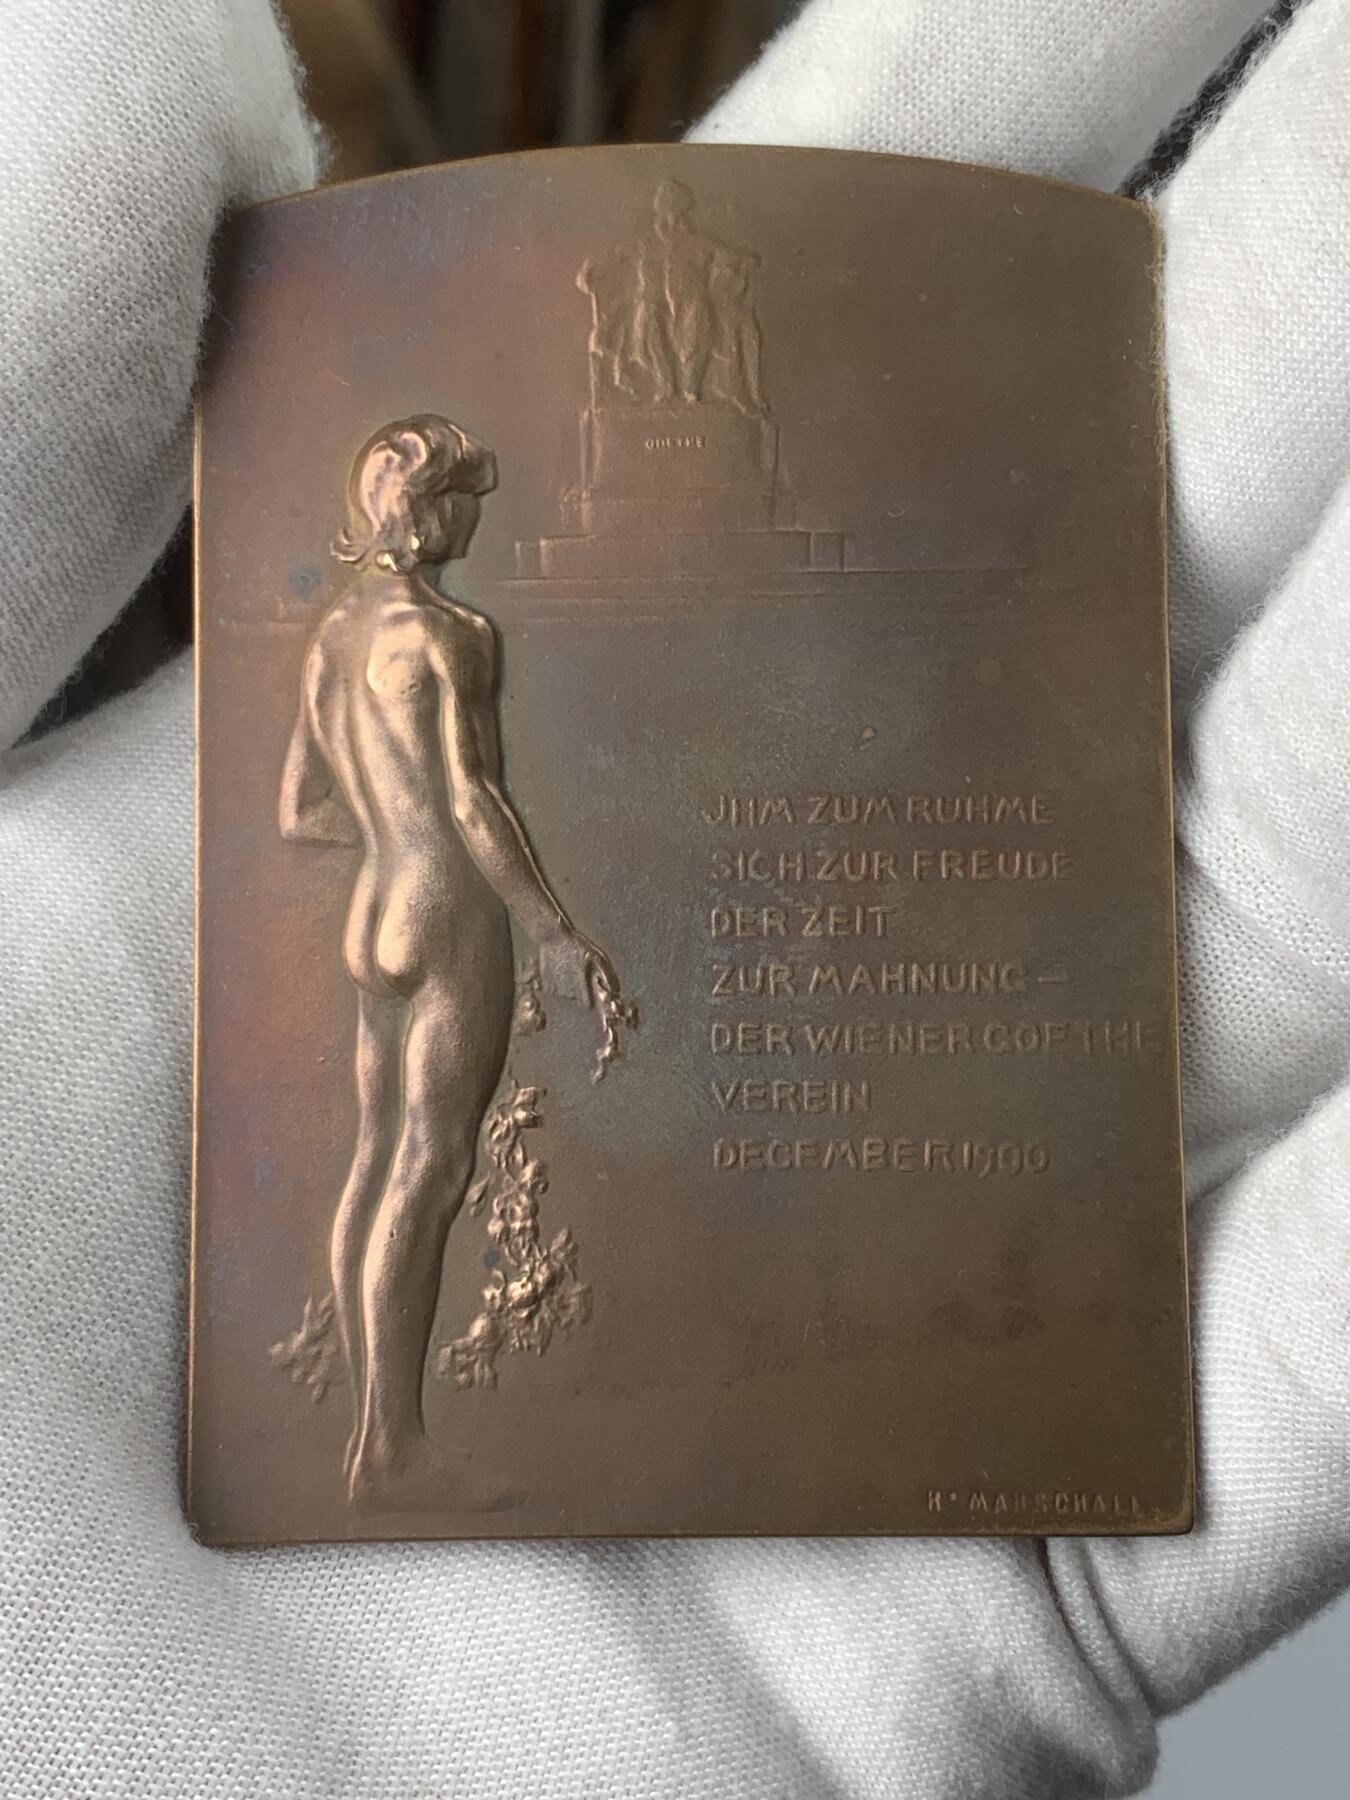 GOETHE
JHM ZUM RUHME
SICH ZUR FREUDE
DER ZEIT
ZUR MAHNUNG —
DER WIENER GOETHE
VEREIN
DECEMBER 1900
R• MARSCHALL